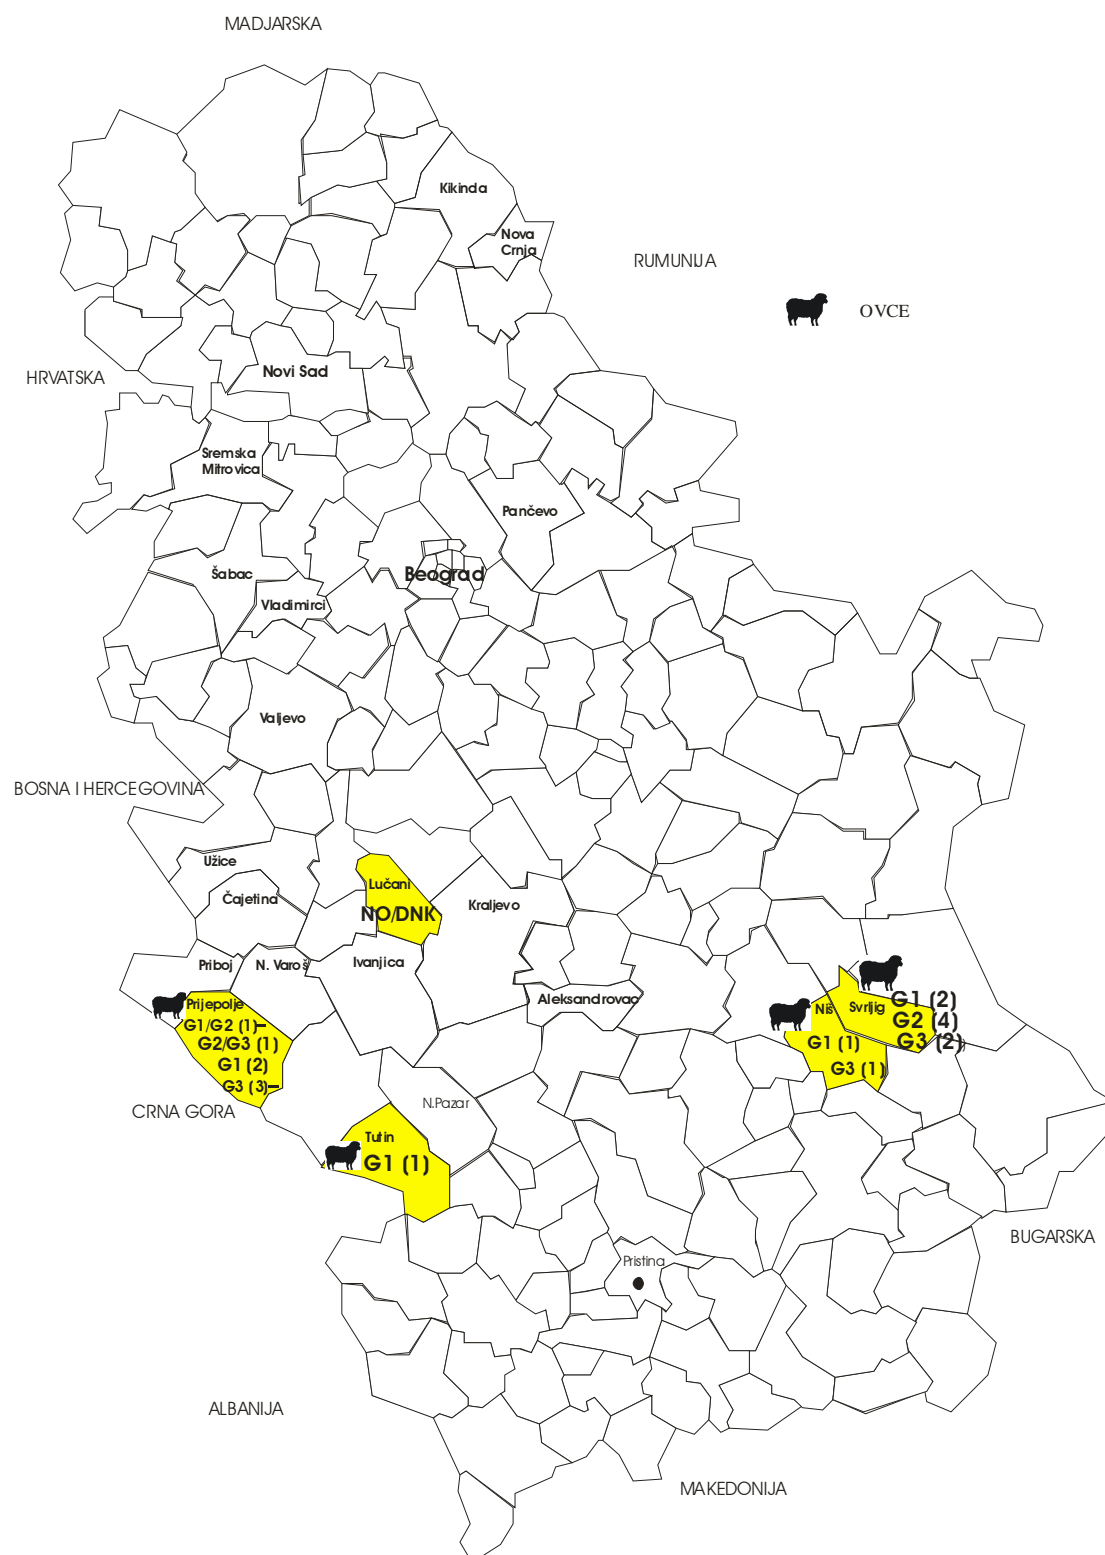 MADJARSKA
Kikinda
Nova
Crnja
RUMUNIJA
OVCE
Novi Sad
HRVATSKA
Sremska
Mitrovica
Pančevo
Šabac
Beograd
Vladimirci
Valjevo
BOSNA I HERCEGOVINA
Užice
Lučani
Čajetina
NO/DNK
Kraljevo
Priboj
N. Varoš
Ivanjica
Aleksandrovac
Prijepolje
G1/G2 (1)
G2/G3 (1)
G1 (2)
G3 (3)
Niš
G1 (1)
G3 (1)
Svrljig
G1 (2)
G2 (4)
G3 (2)
CRNA GORA
N.Pazar
Tutin
G1 (1)
BUGARSKA
Pristina
ALBANIJA
MAKEDONIJA